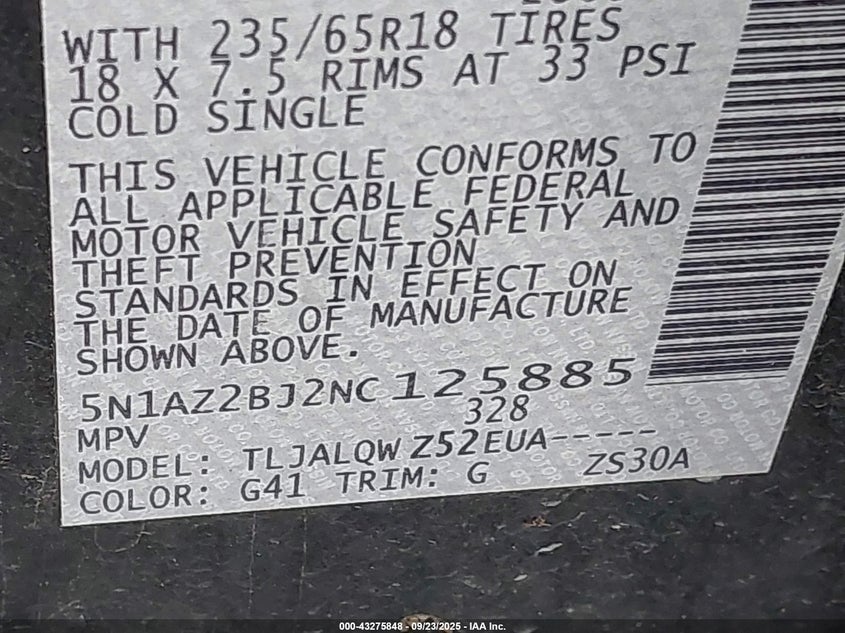 WITH 235/65R18 TIRES
18 X 7.5 RIMS AT 33 PSI
COLD SINGLE
THIS VEHICLE CONFORMS TO
ALL APPLICABLE FEDERAL
MOTOR VEHICLE SAFETY AND
THEFT PREVENTION
STANDARDS IN EFFECT ON
THE DATE OF MANUFACTURE
SHOWN ABOVE.
5N1AZ2BJ2NC125885
MPV 328
MODEL: TLJALQWZ52EUA-----
COLOR: G41 TRIM: G ZS30A
000-43275848 - 09/23/2025 - IAA Inc.